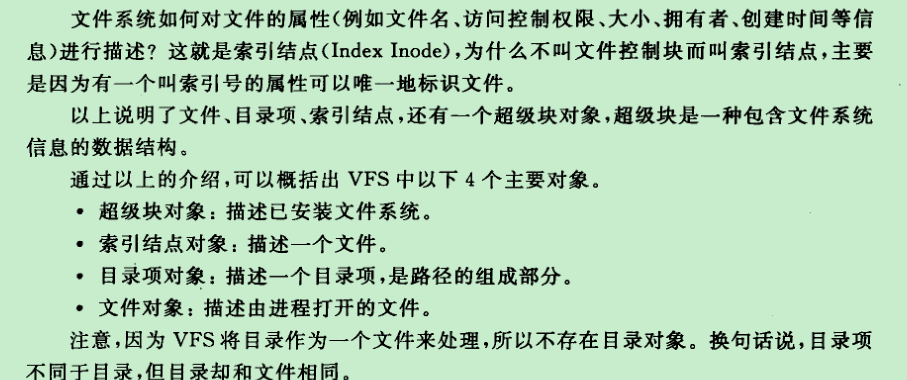 文件系统如何对文件的属性(例如文件名、访问控制权限、大小、拥有者、创建时间等信
息)进行描述？这就是索引结点(Index Inode),为什么不叫文件控制块而叫索引结点,主要
是因为有一个叫索引号的属性可以唯一地标识文件。
以上说明了文件、目录项、索引结点,还有一个超级块对象,超级块是一种包含文件系统
信息的数据结构。
通过以上的介绍,可以概括出 VFS 中以下 4 个主要对象。
• 超级块对象：描述已安装文件系统。
• 索引结点对象：描述一个文件。
• 目录项对象：描述一个目录项,是路径的组成部分。
• 文件对象：描述由进程打开的文件。
注意,因为 VFS 将目录作为一个文件来处理,所以不存在目录对象。换句话说,目录项
不同于目录,但目录却和文件相同。